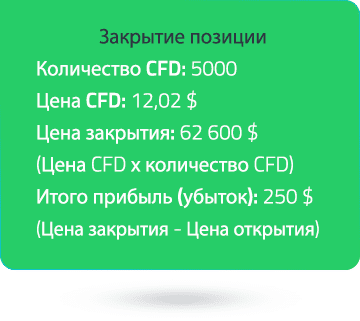 Закрытие позиции
Количество CFD: 5000
Цена CFD: 12,02 $
Цена закрытия: 62 600 $
(Цена CFD x количество CFD)
Итого прибыль (убыток): 250 $
(Цена закрытия - Цена открытия)